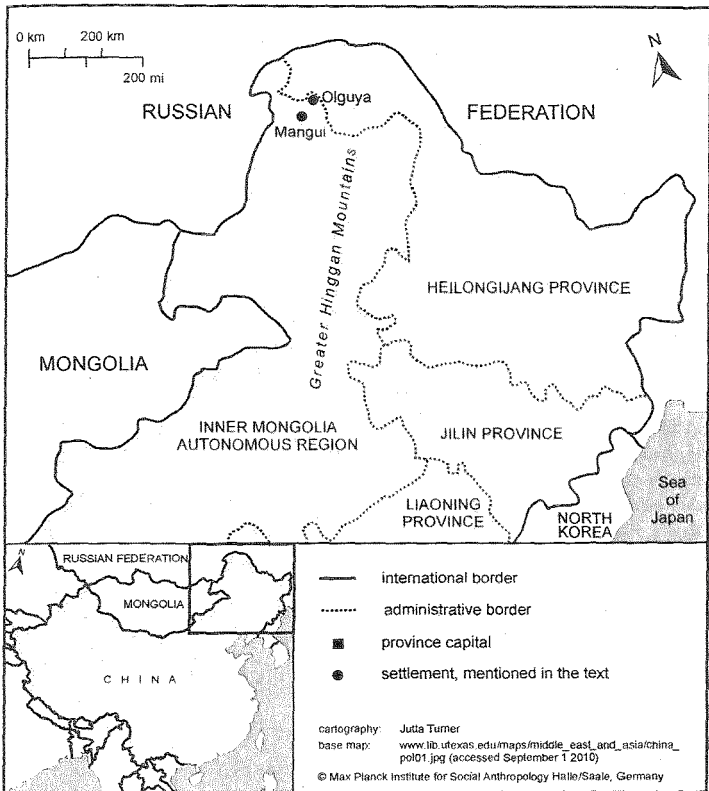 0 km 200 km
200 mi
N
RUSSIAN
FEDERATION
Olguya
Mangui
Greater Hinggan Mountains
HEILONGIJANG PROVINCE
MONGOLIA
INNER MONGOLIA
AUTONOMOUS REGION
JILIN PROVINCE
LIAONING
PROVINCE
NORTH
KOREA
Sea
of
Japan
N
RUSSIAN FEDERATION
MONGOLIA
CHINA
international border
administrative border
province capital
settlement, mentioned in the text
cartography: Jutta Turner
base map: www.lib.utexas.edu/maps/middle_east_and_asia/china_
pol01.jpg (accessed September 1 2010)
© Max Planck Institute for Social Anthropology Halle/Saale, Germany